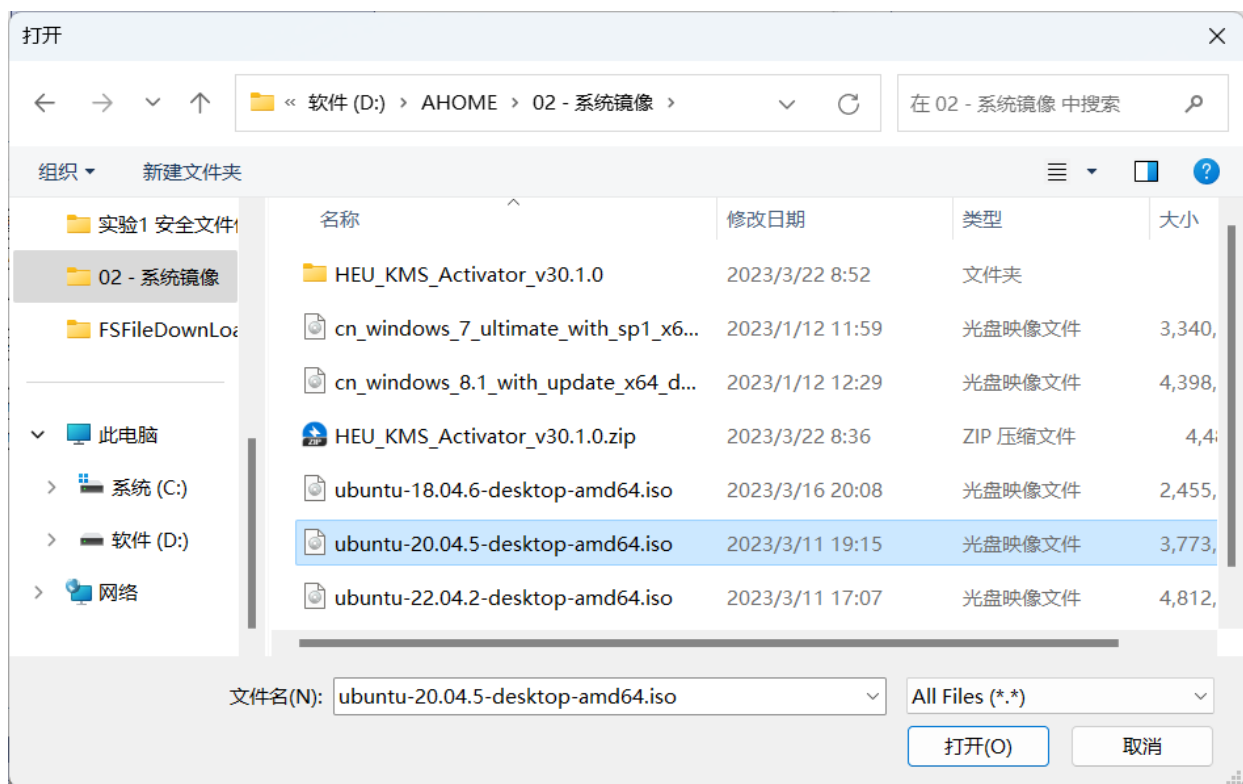 打开
« 软件 (D:) > AHOME > 02 - 系统镜像 >
在 02 - 系统镜像 中搜索
组织 新建文件夹
实验1 安全文件
02 - 系统镜像
FSFileDownLoa
此电脑
系统 (C:)
软件 (D:)
网络
名称 修改日期 类型 大小
HEU_KMS_Activator_v30.1.0 2023/3/22 8:52 文件夹
cn_windows_7_ultimate_with_sp1_x6... 2023/1/12 11:59 光盘映像文件 3,340,
cn_windows_8.1_with_update_x64_d... 2023/1/12 12:29 光盘映像文件 4,398,
HEU_KMS_Activator_v30.1.0.zip 2023/3/22 8:36 ZIP 压缩文件 4,4
ubuntu-18.04.6-desktop-amd64.iso 2023/3/16 20:08 光盘映像文件 2,455,
ubuntu-20.04.5-desktop-amd64.iso 2023/3/11 19:15 光盘映像文件 3,773,
ubuntu-22.04.2-desktop-amd64.iso 2023/3/11 17:07 光盘映像文件 4,812,
文件名(N): ubuntu-20.04.5-desktop-amd64.iso All Files (*.*)
打开(O) 取消